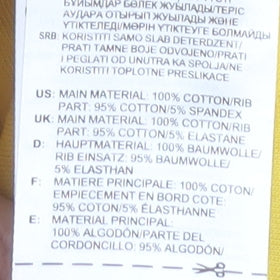 БҰЙЫМДАР БӨЛЕК ЖУЫЛАДЫ/ТЕРІС
АУДАРА ОТЫРЫП ЖУЫЛАДЫ ЖӘНЕ
ҮТІКТЕЛЕДІ/МӨРІН ҮТІКТЕУГЕ БОЛМАЙДЫ
SRB: KORISTITI SAMO SLAB DETERDZENT/
PRATI TAMNE BOJE ODVOJENO/PRATI
I PEGLATI OD UNUTRA KA SPOLJA/NE
KORISTITI TOPLOTNE PRESLIKACE
US: MAIN MATERIAL: 100% COTTON/RIB
PART: 95% COTTON/5% SPANDEX
UK: MAIN MATERIAL: 100% COTTON/RIB
PART: 95% COTTON/5% ELASTANE
D: HAUPTMATERIAL: 100% BAUMWOLLE/
RIB EINSATZ: 95% BAUMWOLLE/
5% ELASTHAN
F: MATIERE PRINCIPALE: 100% COTON/
EMPIECEMENT EN BORD COTE:
95% COTON/5% ÉLASTHANNE
E: MATERIAL PRINCIPAL:
100% ALGODÓN/PARTE DEL
CORDONCILLO: 95% ALGODÓN/